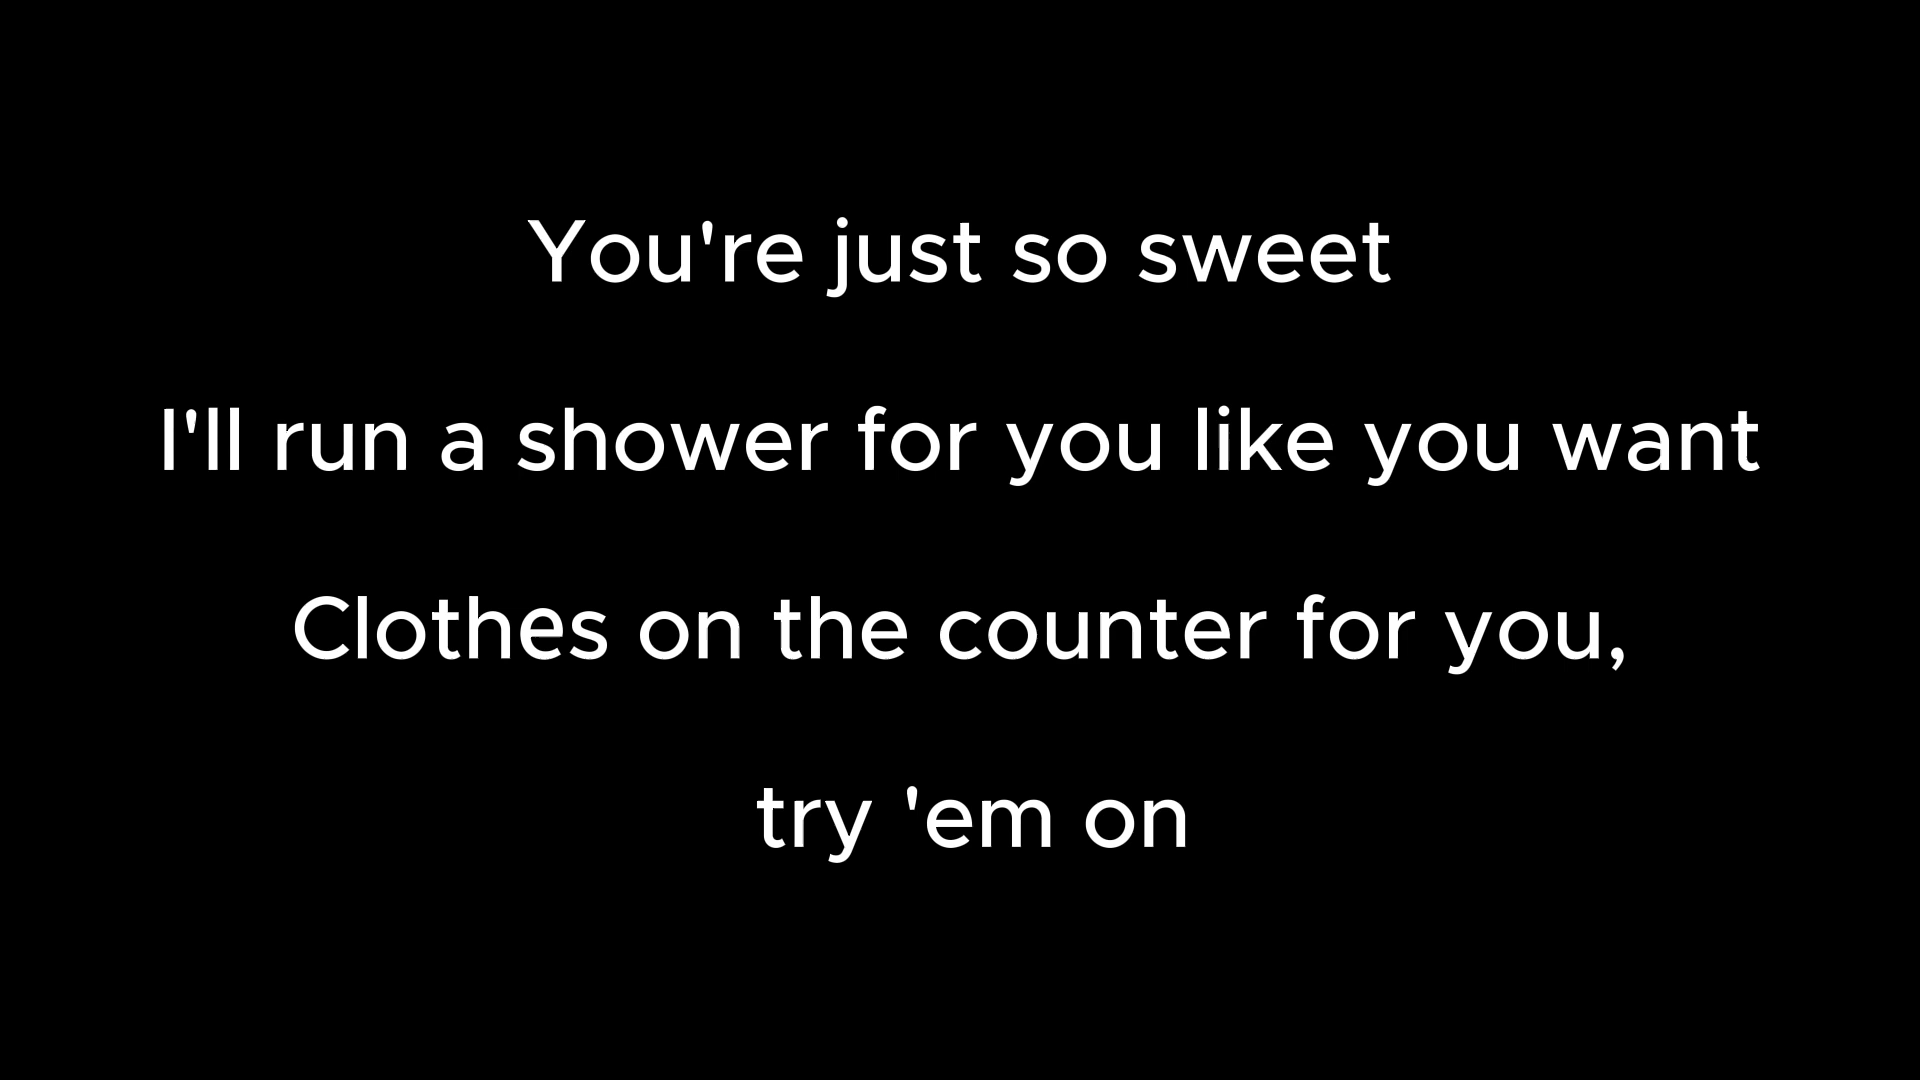 You're just so sweet
I'll run a shower for you like you want
Clothes on the counter for you,
try 'em on